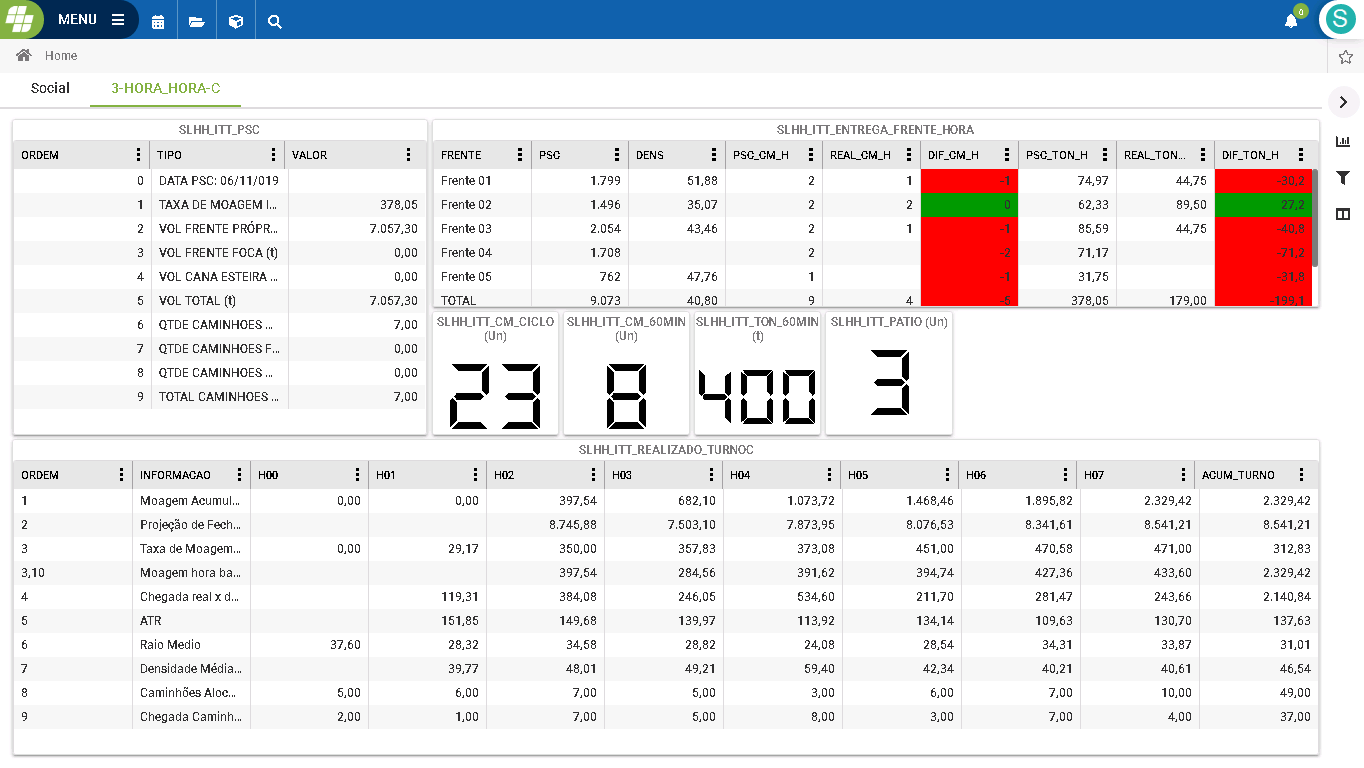 MENU
0
S
Home
Social 3-HORA_HORA-C
SLHH_ITT_PSC
ORDEM TIPO VALOR
0 DATA PSC: 06/11/019
1 TAXA DE MOAGEM I... 378,05
2 VOL FRENTE PRÓPR... 7.057,30
3 VOL FRENTE FOCA (t) 0,00
4 VOL CANA ESTEIRA ... 0,00
5 VOL TOTAL (t) 7.057,30
6 QTDE CAMINHOES ... 7,00
7 QTDE CAMINHOES F... 0,00
8 QTDE CAMINHOES ... 0,00
9 TOTAL CAMINHOES ... 7,00
SLHH_ITT_ENTREGA_FRENTE_HORA
FRENTE PSC DENS PSC_CM_H REAL_CM_H DIF_CM_H PSC_TON_H REAL_TON... DIF_TON_H
Frente 01 1.799 51,88 2 1 -1 74,97 44,75 -30,2
Frente 02 1.496 35,07 2 2 0 62,33 89,50 27,2
Frente 03 2.054 43,46 2 1 -1 85,59 44,75 -40,8
Frente 04 1.708 2 -2 71,17 -71,2
Frente 05 762 47,76 1 -1 31,75 -31,8
TOTAL 9.073 40,80 9 4 -5 378,05 179,00 -199,1
SLHH_ITT_CM_CICLO
(Un)
23
SLHH_ITT_CM_60MIN
(Un)
8
SLHH_ITT_TON_60MIN
(t)
400
SLHH_ITT_PATIO (Un)
3
SLHH_ITT_REALIZADO_TURNOC
ORDEM INFORMACAO H00 H01 H02 H03 H04 H05 H06 H07 ACUM_TURNO
1 Moagem Acumul... 0,00 0,00 397,54 682,10 1.073,72 1.468,46 1.895,82 2.329,42 2.329,42
2 Projeção de Fech... 8.745,88 7.503,10 7.873,95 8.076,53 8.341,61 8.541,21 8.541,21
3 Taxa de Moagem... 0,00 29,17 350,00 357,83 373,08 451,00 470,58 471,00 312,83
3,10 Moagem hora ba... 397,54 284,56 391,62 394,74 427,36 433,60 2.329,42
4 Chegada real x d... 119,31 384,08 246,05 534,60 211,70 281,47 243,66 2.140,84
5 ATR 151,85 149,68 139,97 113,92 134,14 109,63 130,70 137,63
6 Raio Medio 37,60 28,32 34,58 28,82 24,08 28,54 34,31 33,87 31,01
7 Densidade Média... 39,77 48,01 49,21 59,40 42,34 40,21 40,61 46,54
8 Caminhões Aloc... 5,00 6,00 7,00 5,00 3,00 6,00 7,00 10,00 49,00
9 Chegada Caminh... 2,00 1,00 7,00 5,00 8,00 3,00 7,00 4,00 37,00